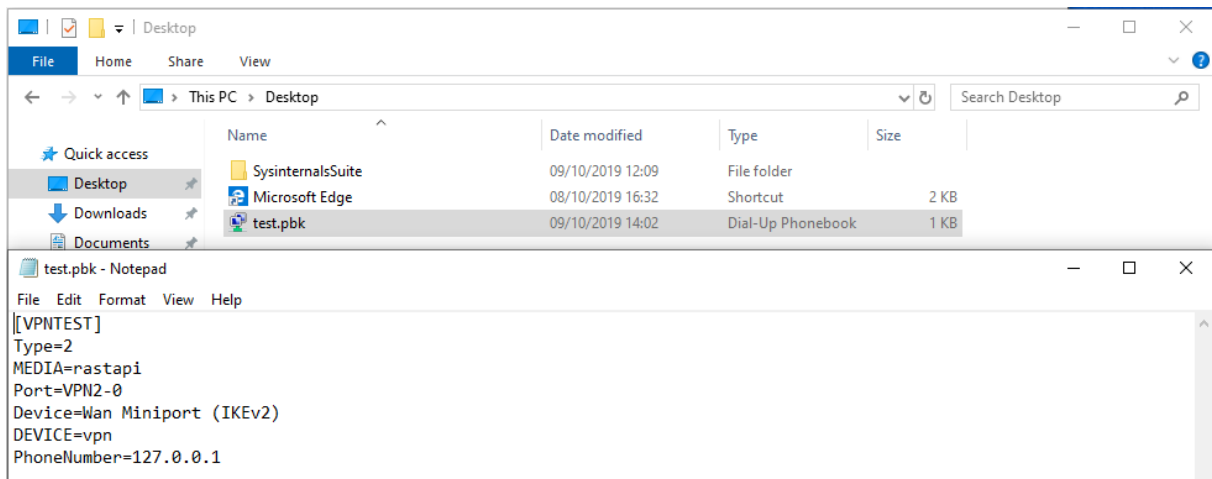 Desktop
File Home Share View
This PC Desktop Search Desktop
Name Date modified Type Size
Quick access
SysinternalsSuite 09/10/2019 12:09 File folder
Desktop
Microsoft Edge 08/10/2019 16:32 Shortcut 2 KB
Downloads
test.pbk 09/10/2019 14:02 Dial-Up Phonebook 1 KB
Documents
test.pbk - Notepad
File Edit Format View Help
[VPNTEST]
Type=2
MEDIA=rastapi
Port=VPN2-0
Device=Wan Miniport (IKEv2)
DEVICE=vpn
PhoneNumber=127.0.0.1